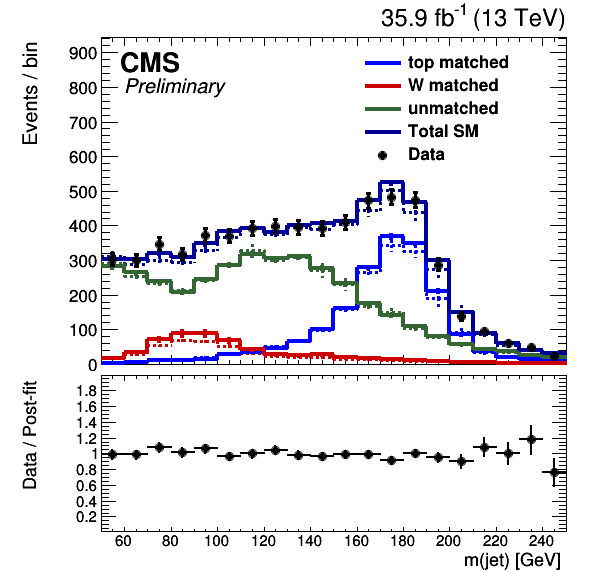 35.9 fb⁻¹ (13 TeV)
CMS
Preliminary
top matched
W matched
unmatched
Total SM
Data
Events / bin
900
800
700
600
500
400
300
200
100
0
Data / Post-fit
1.8
1.6
1.4
1.2
1
0.8
0.6
0.4
0.2
60 80 100 120 140 160 180 200 220 240
m(jet) [GeV]